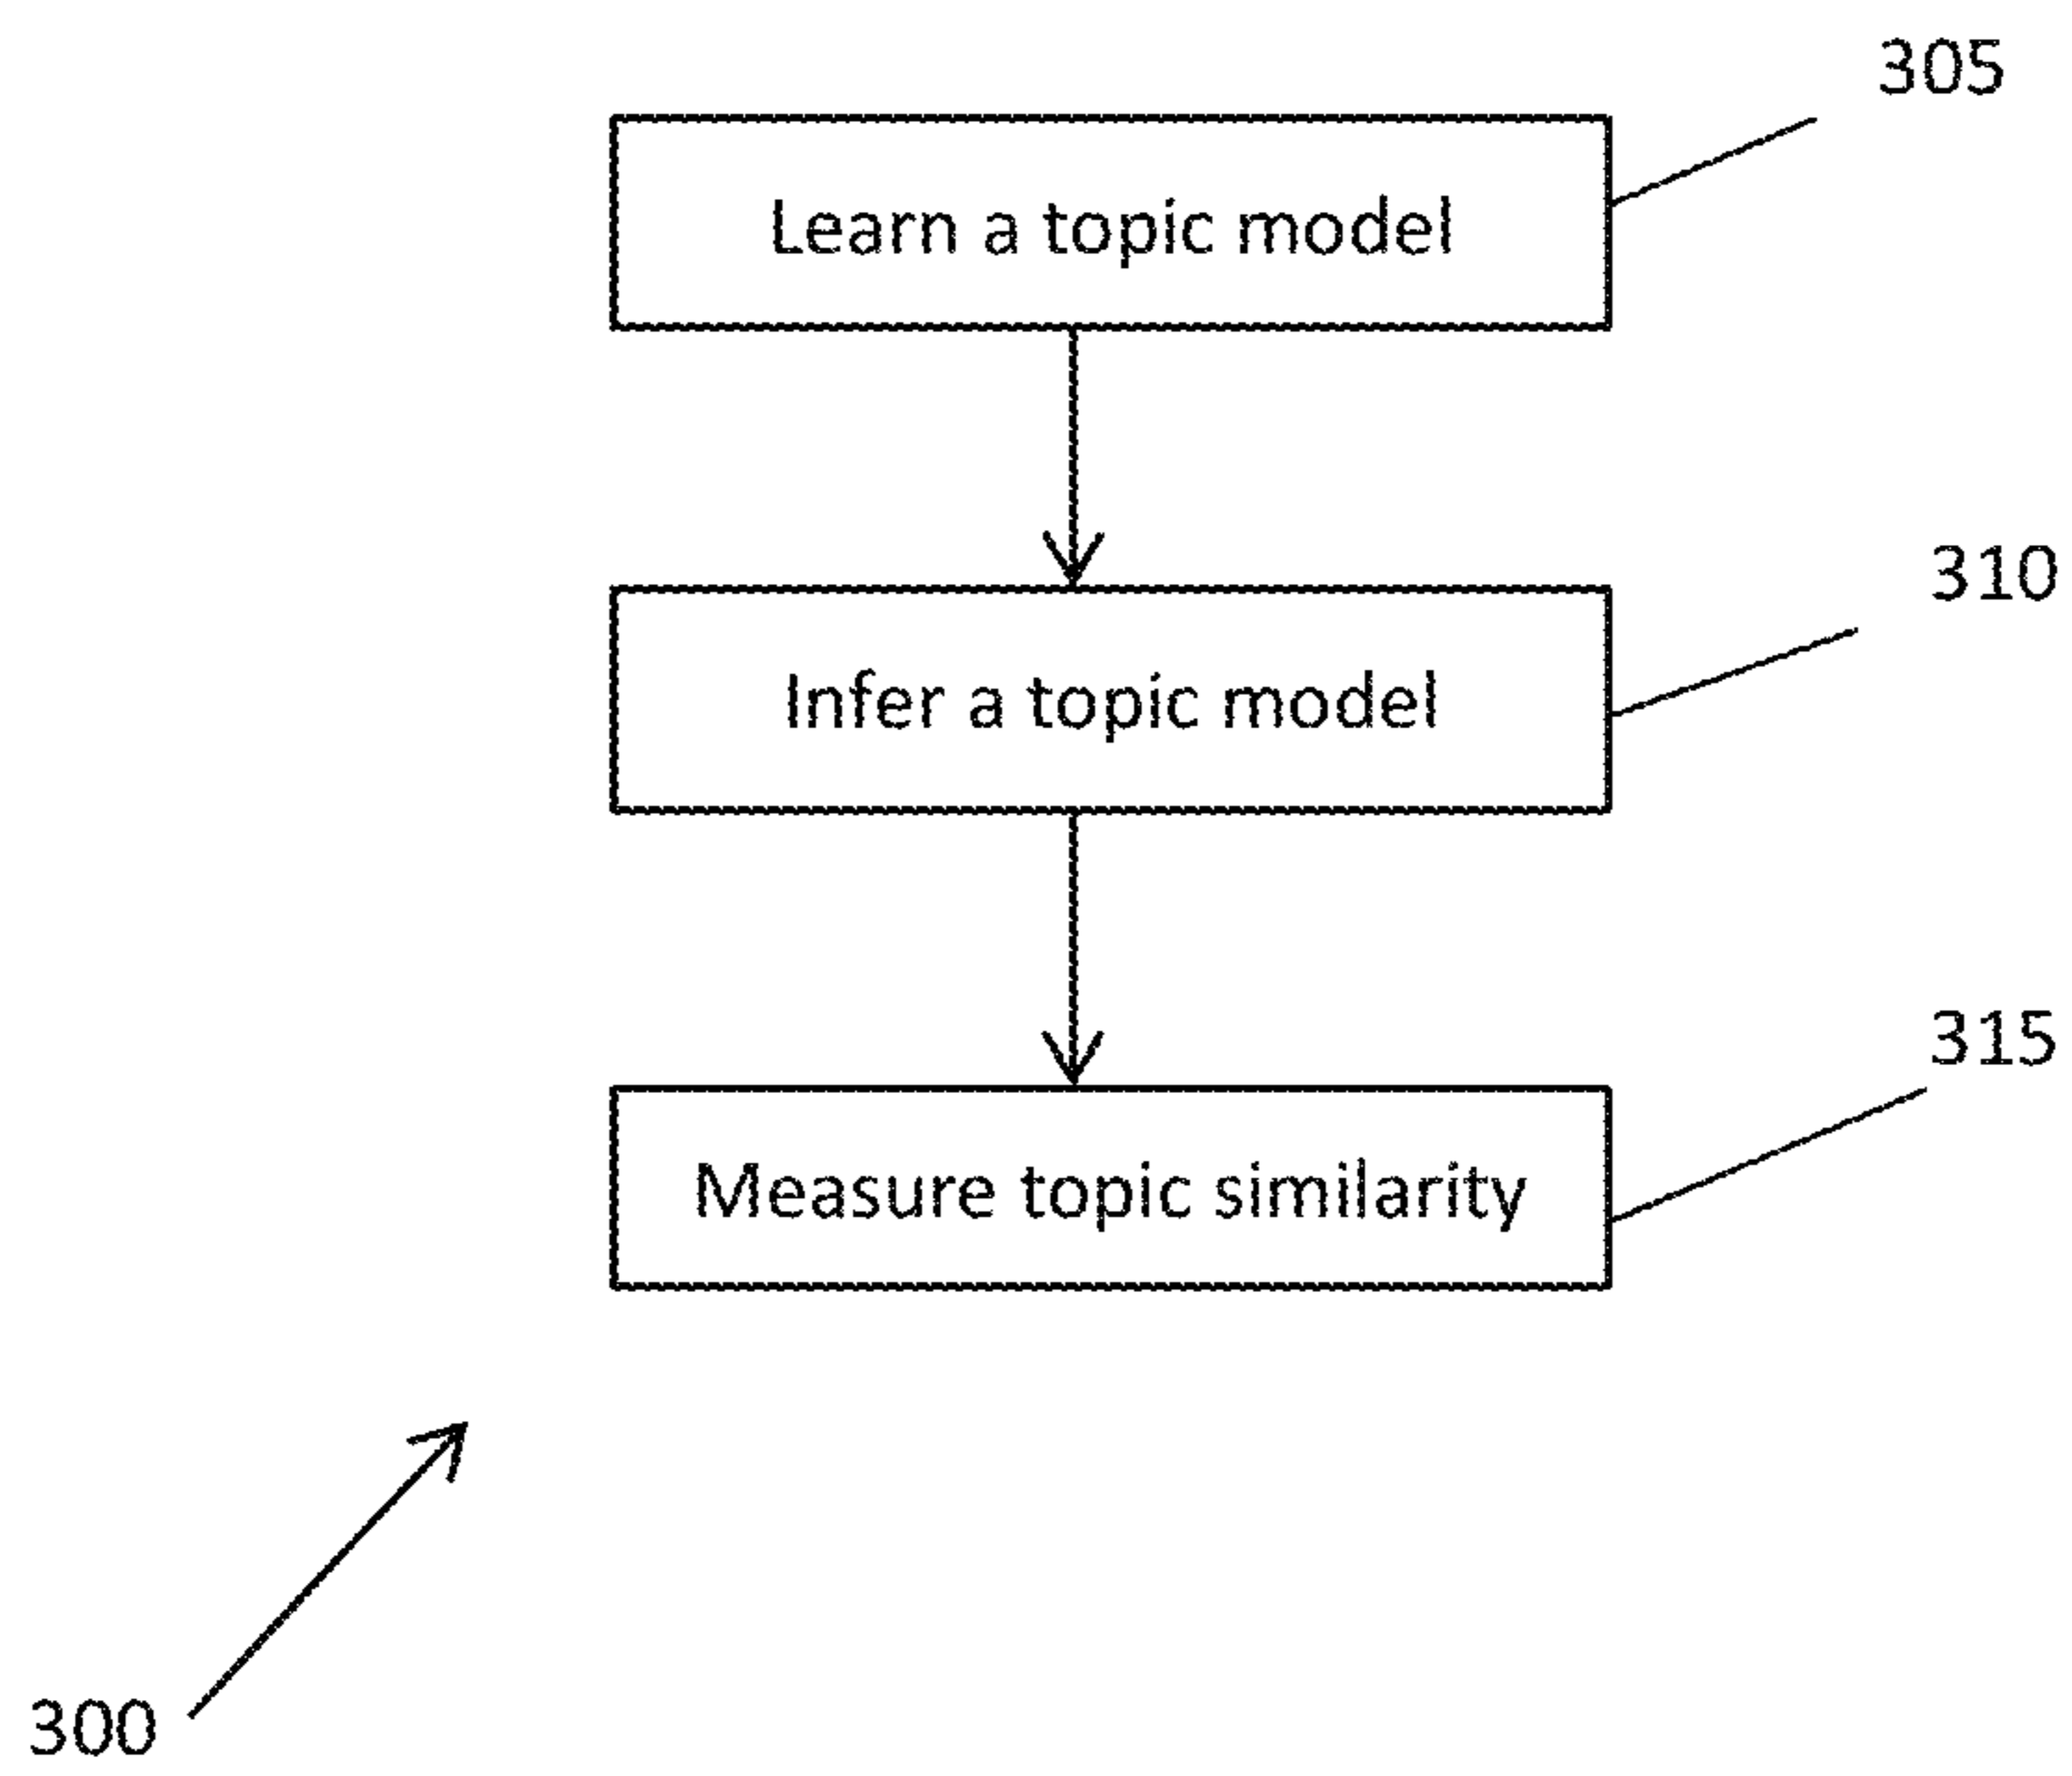 305
Learn a topic model
310
Infer a topic model
315
Measure topic similarity
300